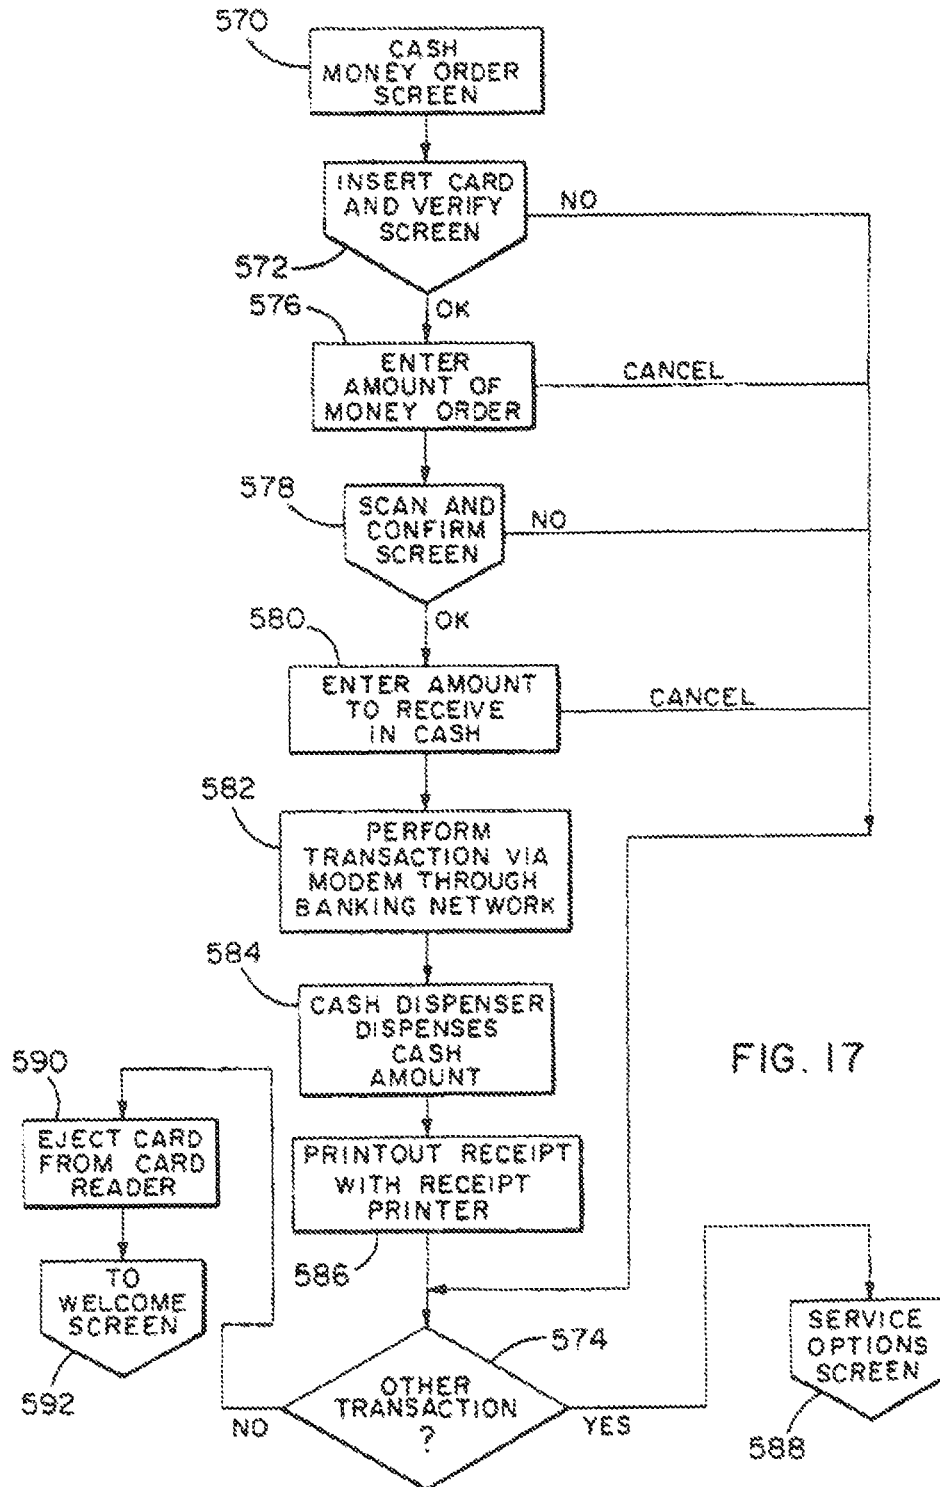 570
CASH
MONEY ORDER
SCREEN
INSERT CARD
AND VERIFY
SCREEN
NO
572
OK
576
ENTER
AMOUNT OF
MONEY ORDER
CANCEL
578
SCAN AND
CONFIRM
SCREEN
NO
OK
580
ENTER AMOUNT
TO RECEIVE
IN CASH
CANCEL
582
PERFORM
TRANSACTION VIA
MODEM THROUGH
BANKING NETWORK
584
CASH DISPENSER
DISPENSES
CASH
AMOUNT
FIG. 17
590
EJECT CARD
FROM CARD
READER
PRINTOUT RECEIPT
WITH RECEIPT
PRINTER
586
TO
WELCOME
SCREEN
592
574
OTHER
TRANSACTION
?
NO
YES
SERVICE
OPTIONS
SCREEN
588